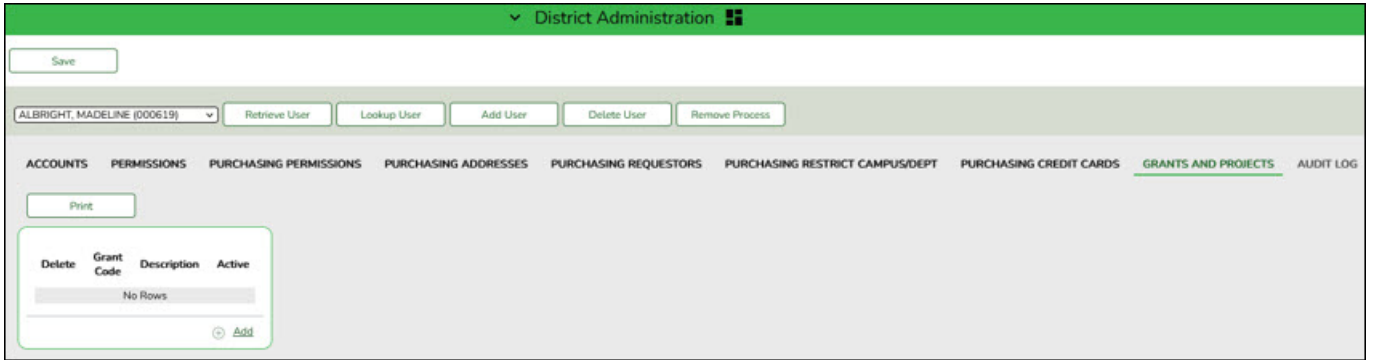 District Administration
Save
ALBRIGHT, MADELINE (000619) Retrieve User Lookup User Add User Delete User Remove Process
ACCOUNTS PERMISSIONS PURCHASING PERMISSIONS PURCHASING ADDRESSES PURCHASING REQUESTORS PURCHASING RESTRICT CAMPUS/DEPT PURCHASING CREDIT CARDS GRANTS AND PROJECTS AUDIT LOG
Print
Delete Grant Code Description Active
No Rows
Add